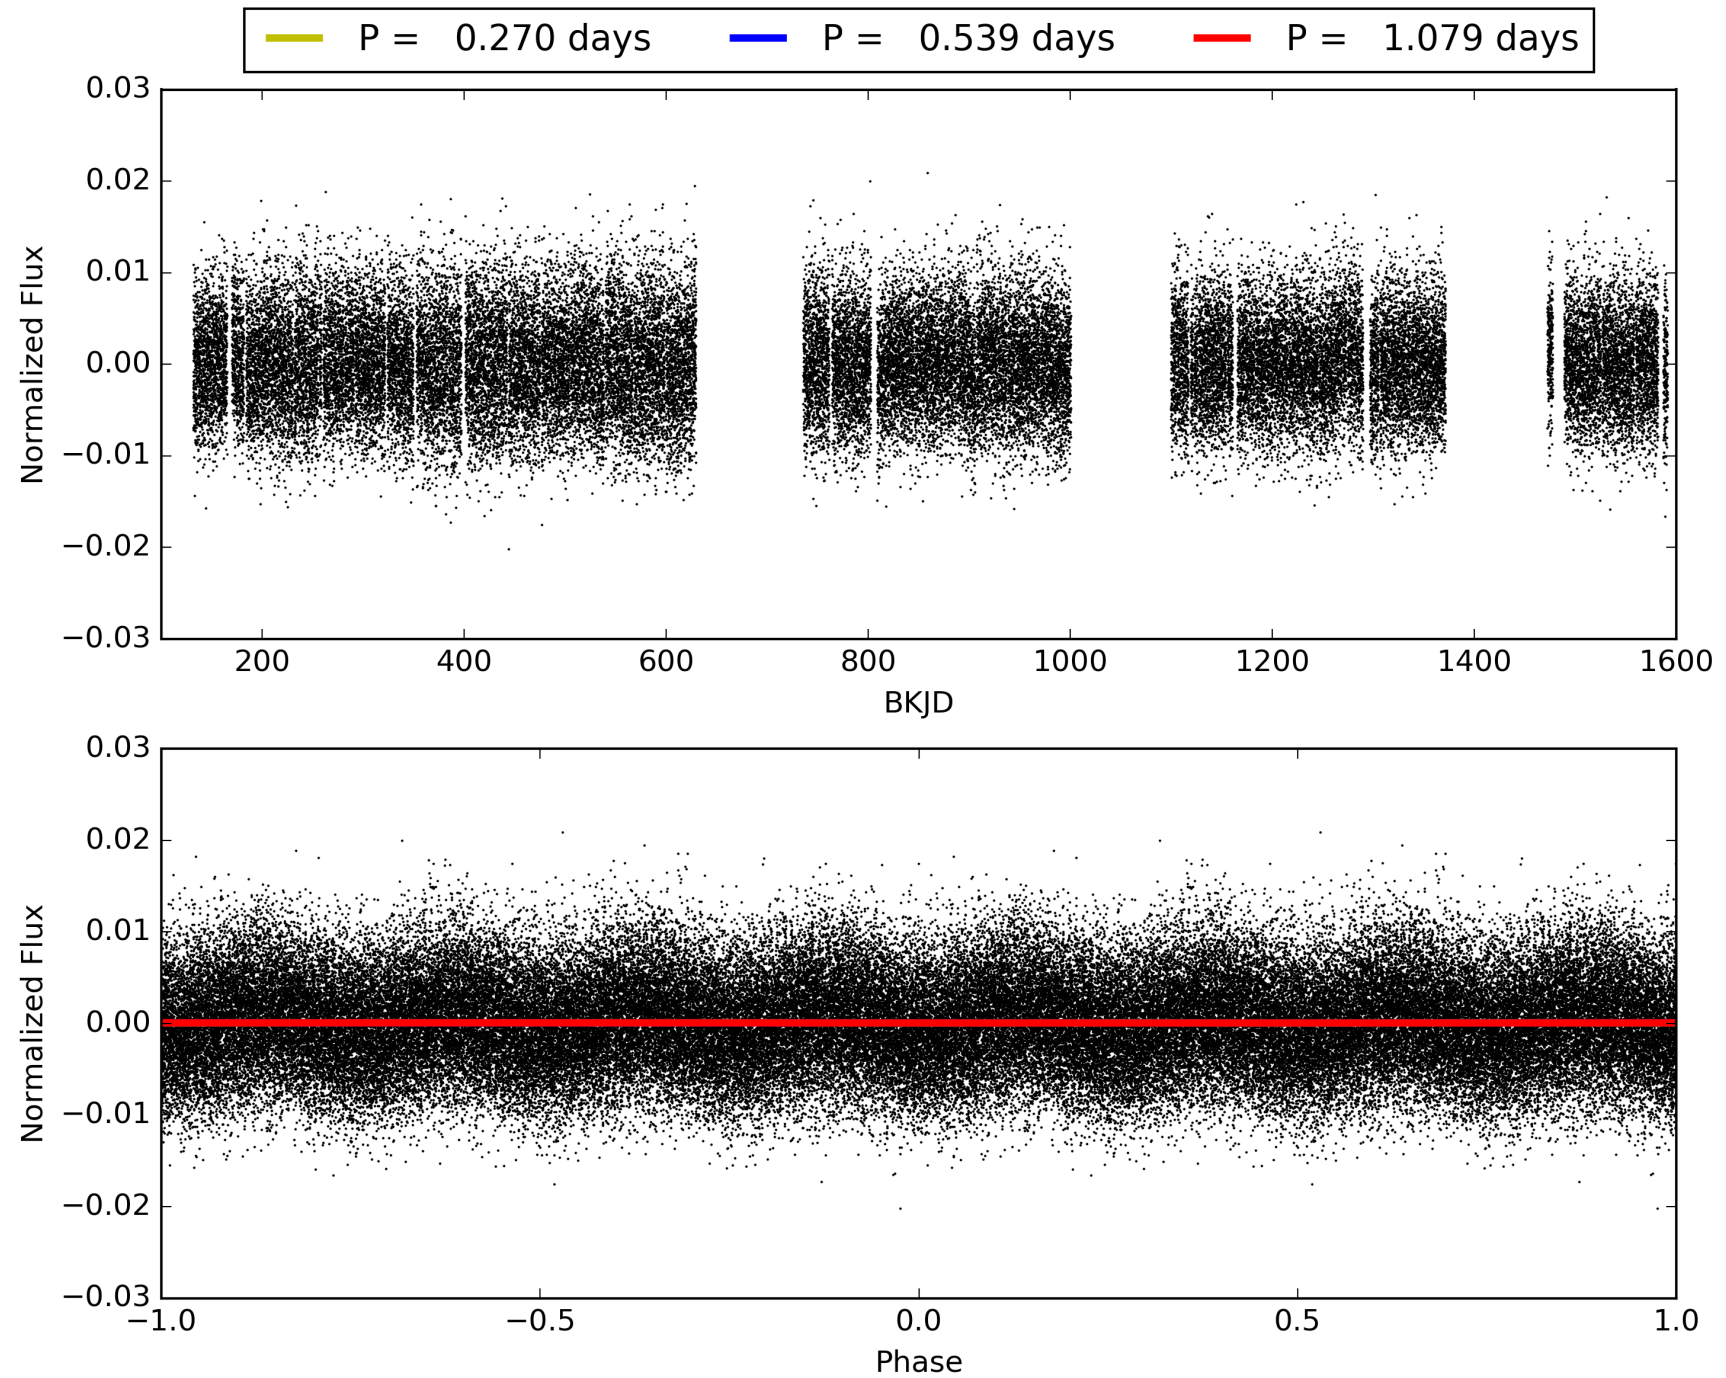 P = 0.270 days P = 0.539 days P = 1.079 days
0.03
0.02
0.01
0.00
−0.01
−0.02
−0.03
Normalized Flux
200 400 600 800 1000 1200 1400 1600
BKJD
0.03
0.02
0.01
0.00
−0.01
−0.02
−0.03
Normalized Flux
−1.0 −0.5 0.0 0.5 1.0
Phase